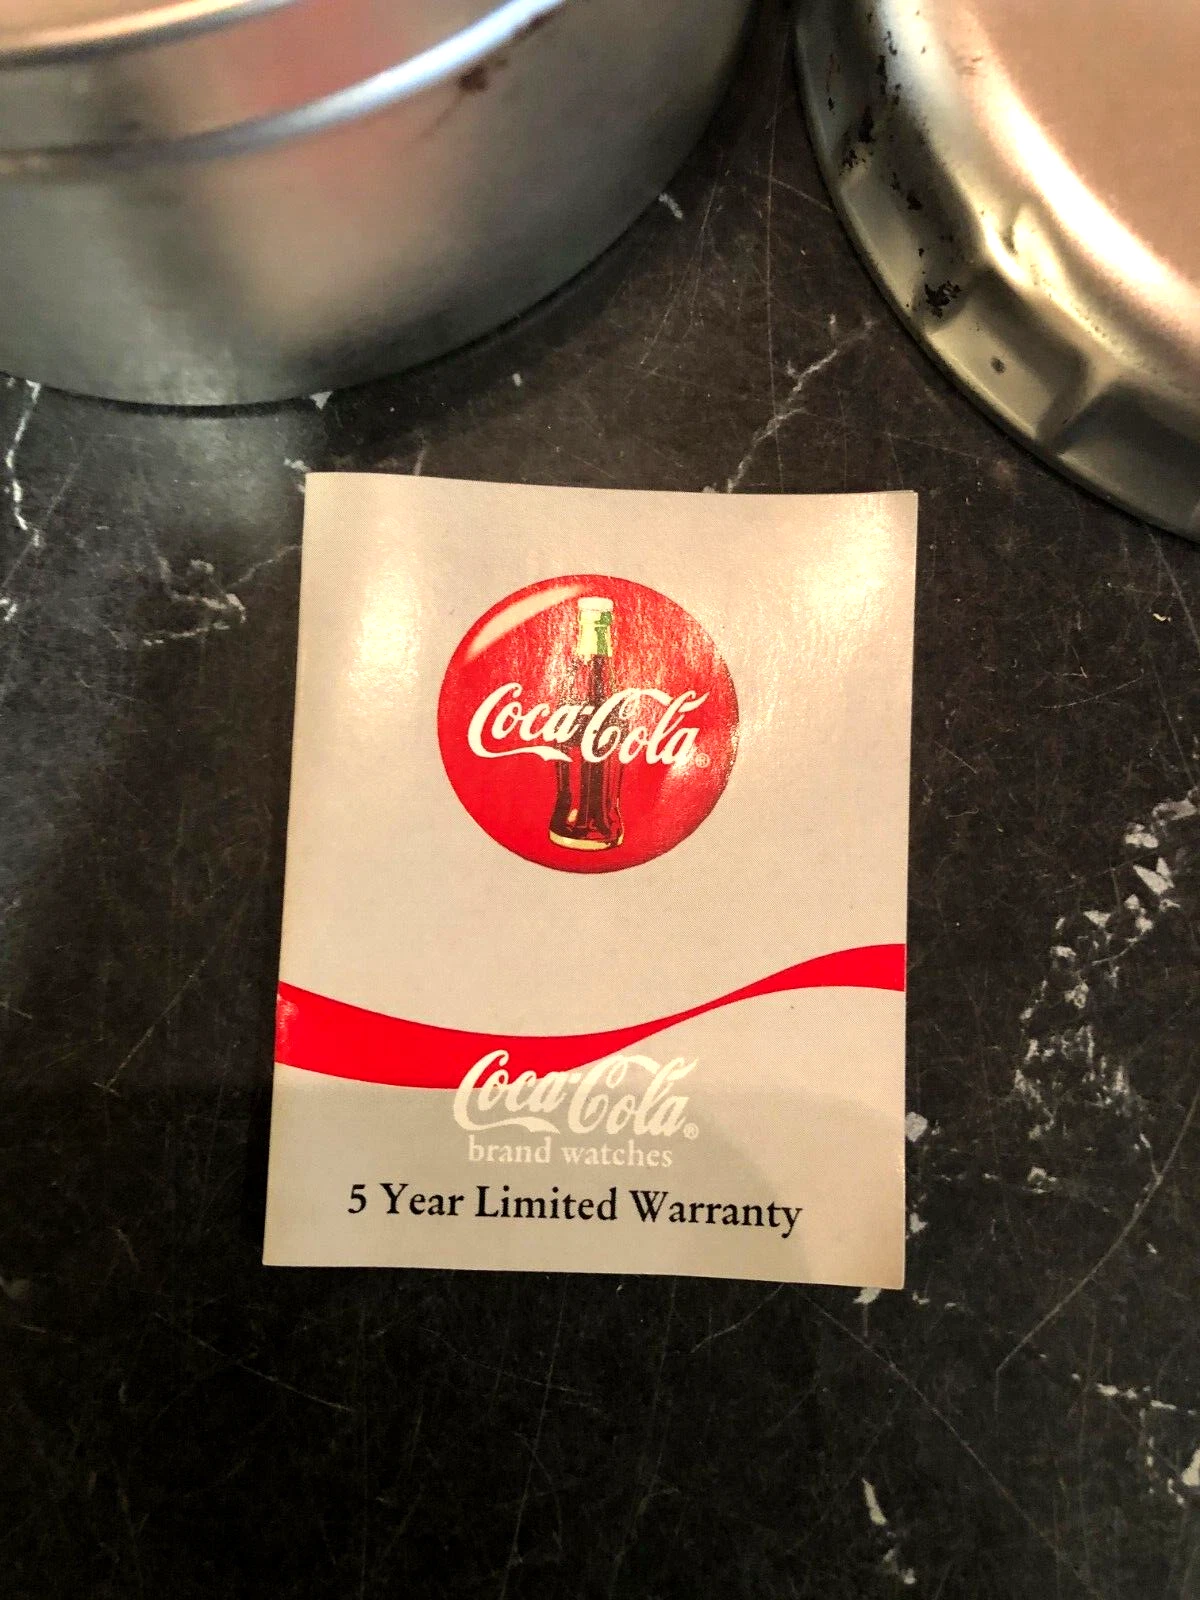 Coca-Cola®
Coca-Cola®
brand watches
5 Year Limited Warranty